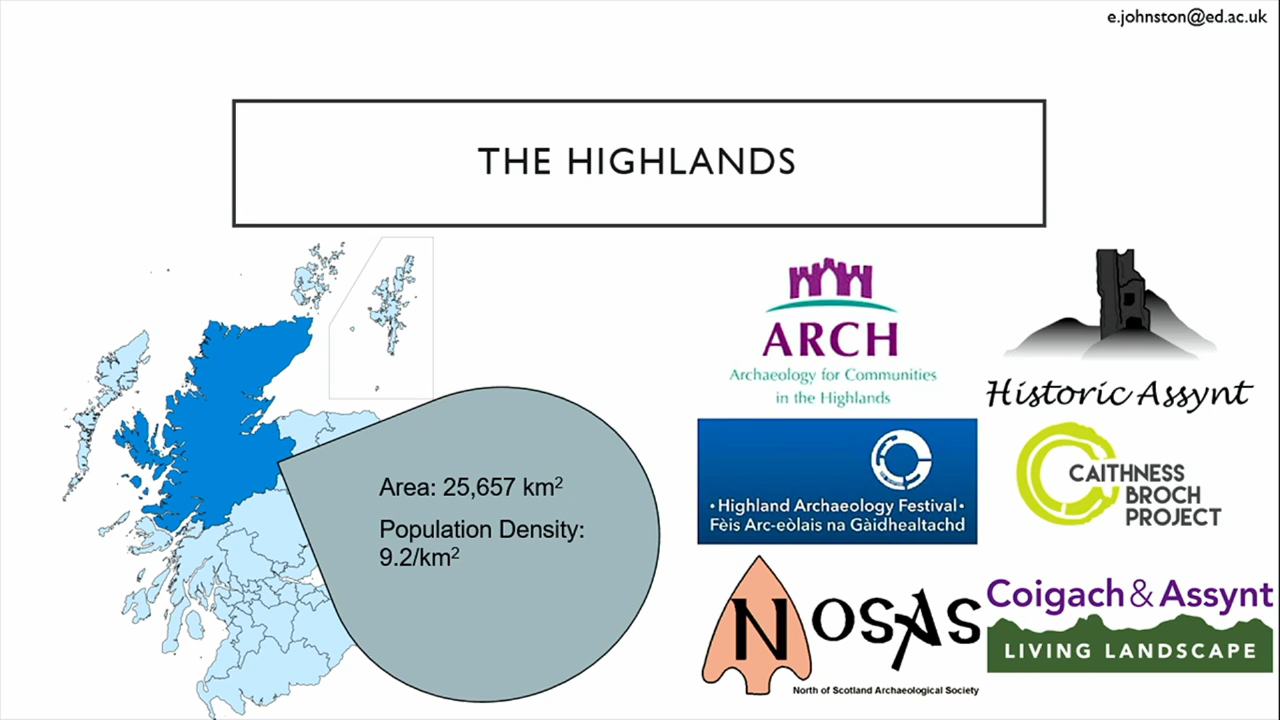 e.johnston@ed.ac.uk
THE HIGHLANDS
Area: 25,657 km²
Population Density:
9.2/km²
ARCH
Archaeology for Communities
in the Highlands
Historic Assynt
• Highland Archaeology Festival •
Fèis Arc-eòlais na Gàidhealtachd
CAITHNESS
BROCH
PROJECT
NOSAS
North of Scotland Archaeological Society
Coigach & Assynt
LIVING LANDSCAPE